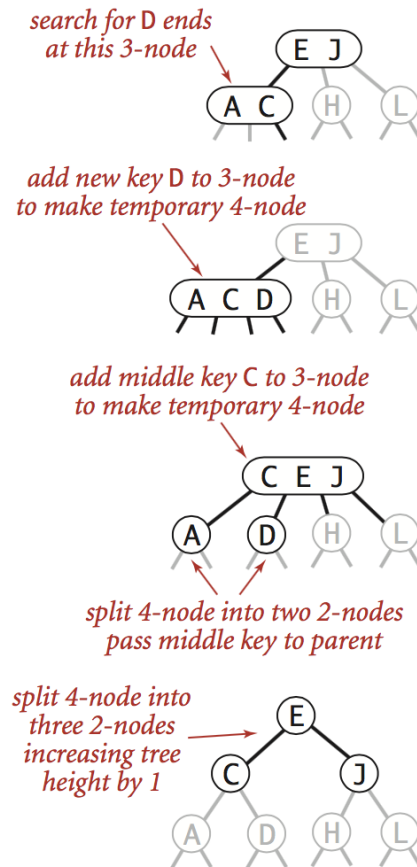 search for D ends
at this 3-node
E J
A C
H
L
add new key D to 3-node
to make temporary 4-node
E J
A C D
H
L
add middle key C to 3-node
to make temporary 4-node
C E J
A
D
H
L
split 4-node into two 2-nodes
pass middle key to parent
split 4-node into
three 2-nodes
increasing tree
height by 1
E
C
J
A
D
H
L